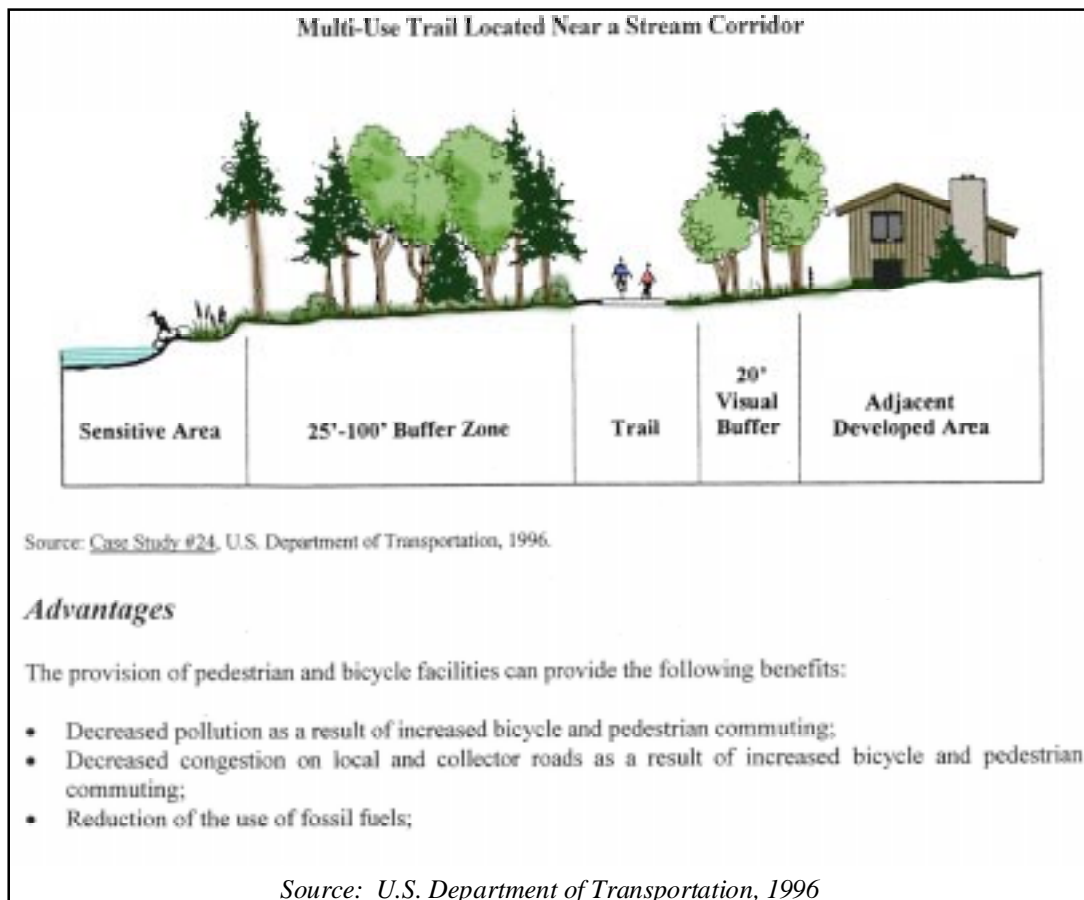 Multi-Use Trail Located Near a Stream Corridor
Sensitive Area
25'-100' Buffer Zone
Trail
20'
Visual
Buffer
Adjacent
Developed Area
Source: Case Study #24, U.S. Department of Transportation, 1996.
Advantages
The provision of pedestrian and bicycle facilities can provide the following benefits:
• Decreased pollution as a result of increased bicycle and pedestrian commuting;
• Decreased congestion on local and collector roads as a result of increased bicycle and pedestrian
commuting;
• Reduction of the use of fossil fuels;
Source: U.S. Department of Transportation, 1996